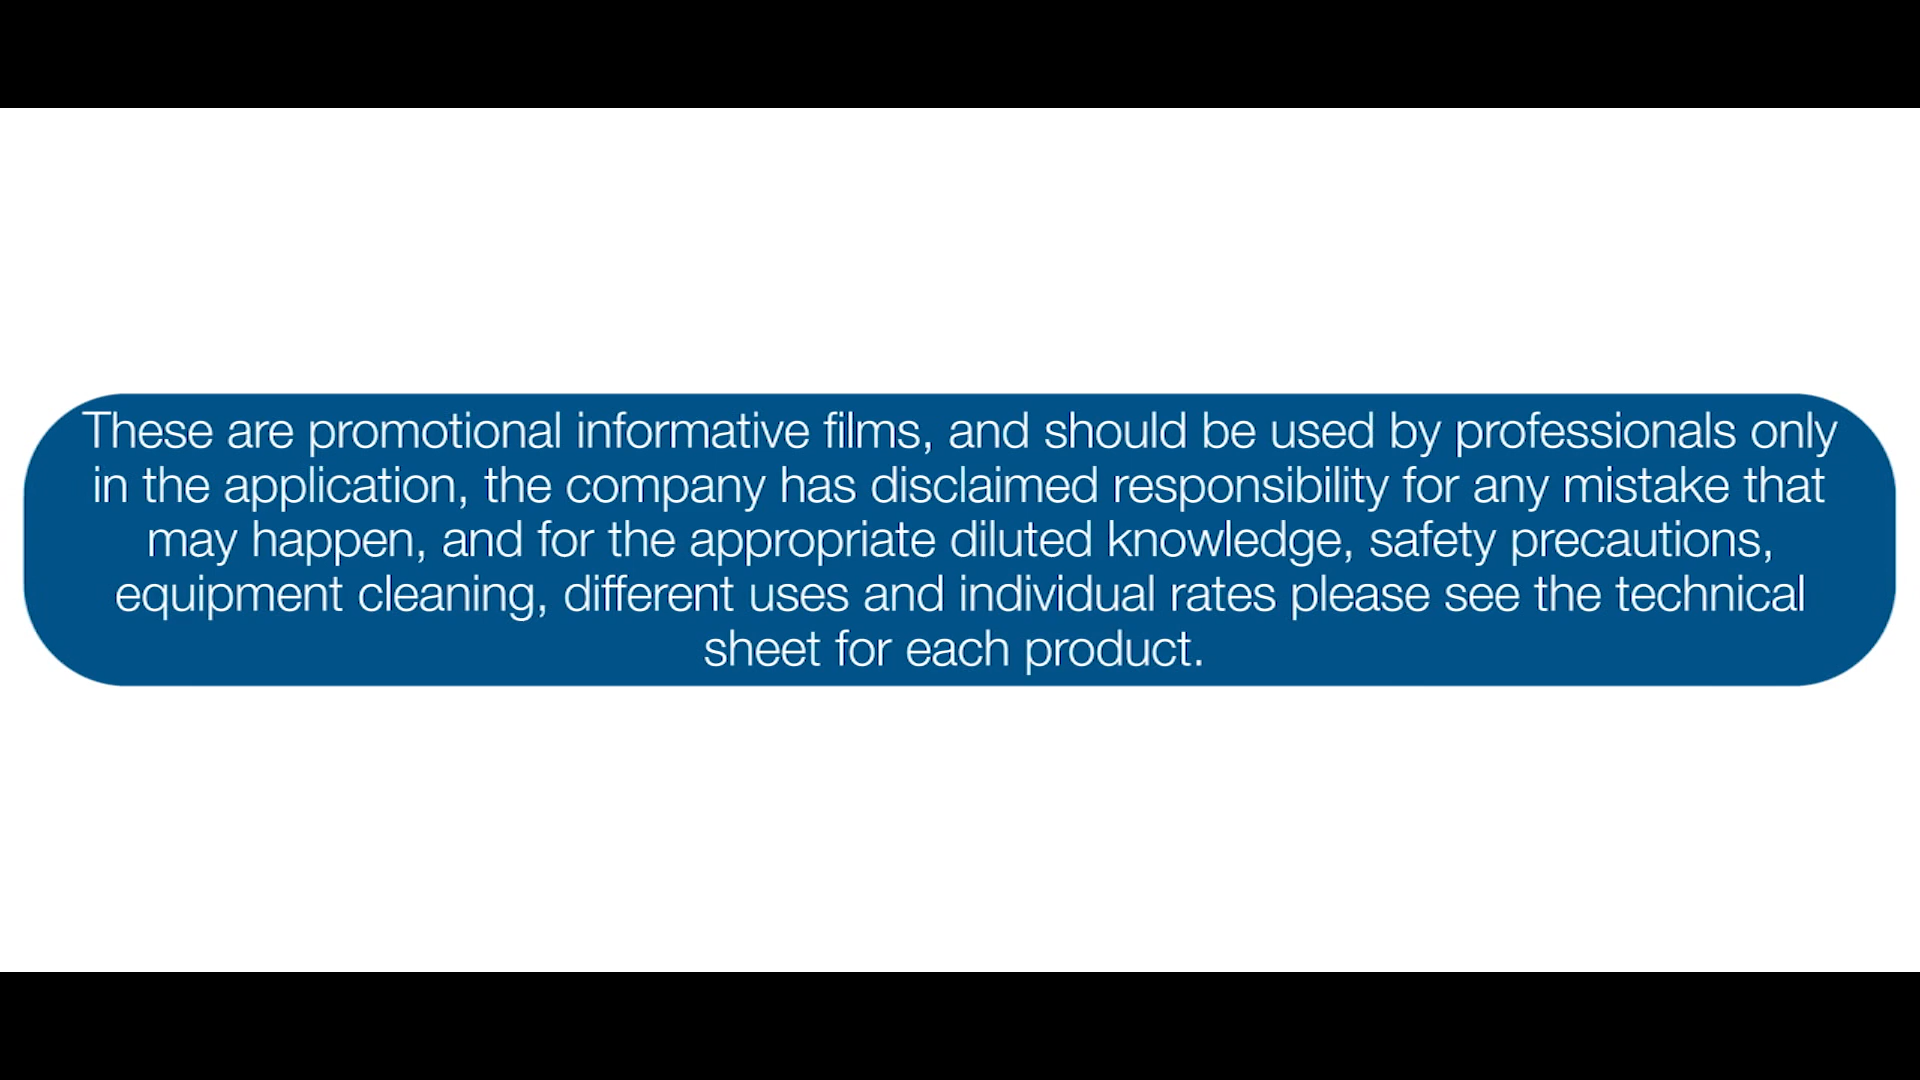 These are promotional informative films, and should be used by professionals only
in the application, the company has disclaimed responsibility for any mistake that
may happen, and for the appropriate diluted knowledge, safety precautions,
equipment cleaning, different uses and individual rates please see the technical
sheet for each product.